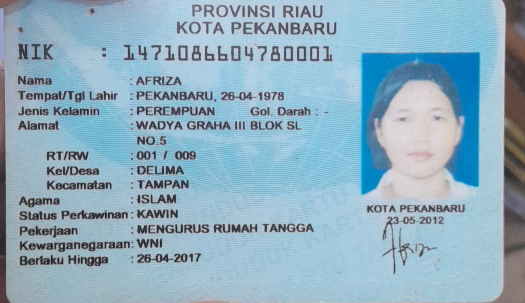 PROVINSI RIAU
KOTA PEKANBARU
NIK : 1471086604780001
Nama : AFRIZA
Tempat/Tgl Lahir : PEKANBARU, 26-04-1978
Jenis Kelamin : PEREMPUAN Gol. Darah : -
Alamat : WADYA GRAHA III BLOK SL
NO.5
RT/RW : 001 / 009
Kel/Desa : DELIMA
Kecamatan : TAMPAN
Agama : ISLAM
Status Perkawinan : KAWIN
Pekerjaan : MENGURUS RUMAH TANGGA
Kewarganegaraan : WNI
Berlaku Hingga : 26-04-2017
KOTA PEKANBARU
23-05-2012